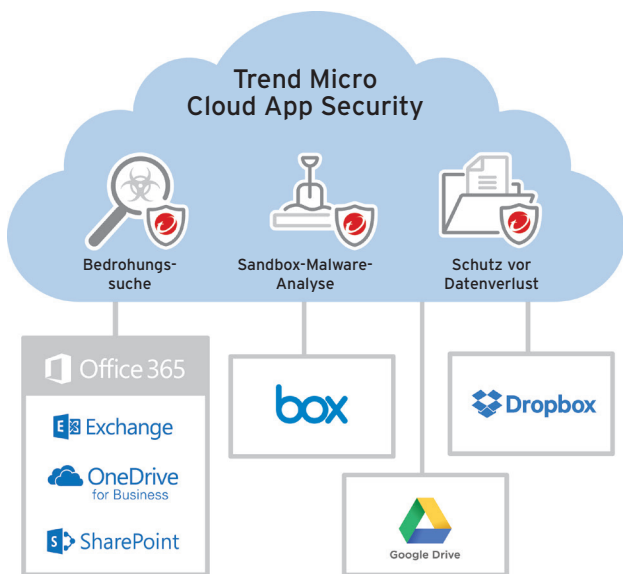 Trend Micro
Cloud App Security
Bedrohungs-
suche
Sandbox-Malware-
Analyse
Schutz vor
Datenverlust
Office 365
E Exchange
OneDrive
for Business
S SharePoint
box
Dropbox
Google Drive